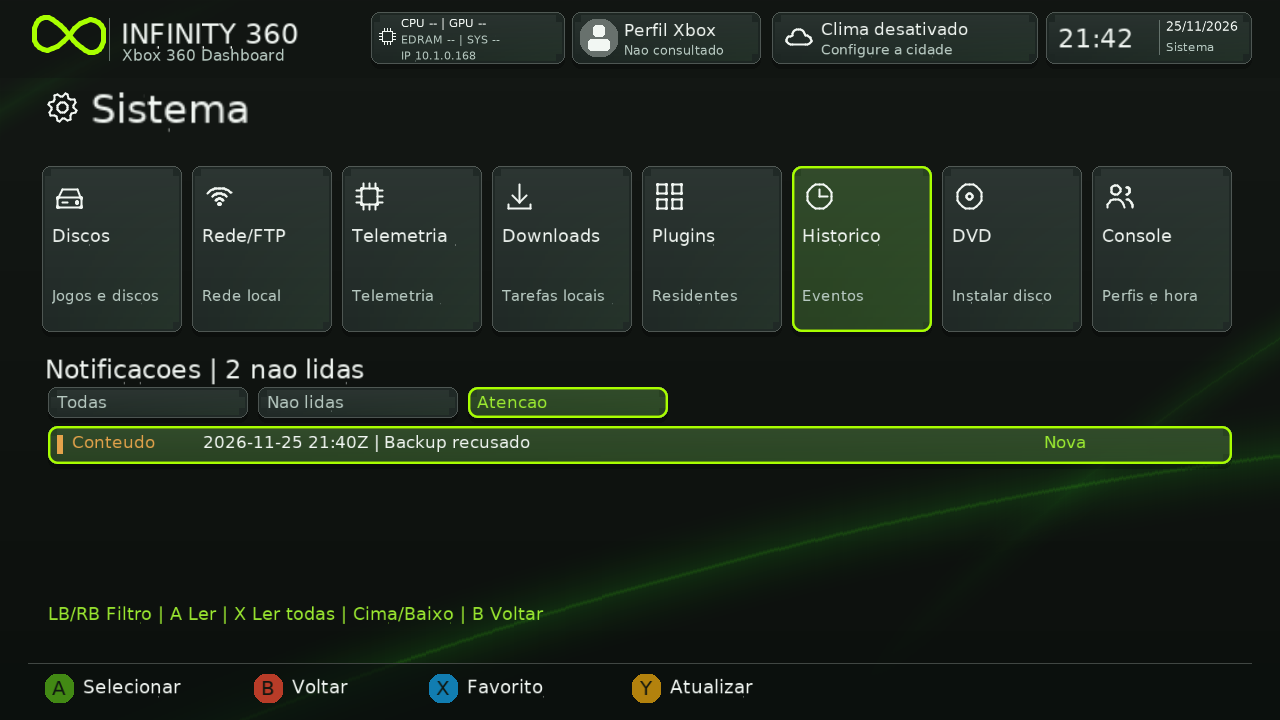 INFINITY 360
Xbox 360 Dashboard
CPU -- | GPU --
EDRAM -- | SYS --
IP 10.1.0.168
Perfil Xbox
Nao consultado
Clima desativado
Configure a cidade
21:42
25/11/2026
Sistema
Sistema
Discos
Rede/FTP
Telemetria
Downloads
Plugins
Historico
DVD
Console
Jogos e discos
Rede local
Telemetria
Tarefas locais
Residentes
Eventos
Instalar disco
Perfis e hora
Notificacoes | 2 nao lidas
Todas
Nao lidas
Atencao
Conteudo 2026-11-25 21:40Z | Backup recusado Nova
LB/RB Filtro | A Ler | X Ler todas | Cima/Baixo | B Voltar
A Selecionar
B Voltar
X Favorito
Y Atualizar